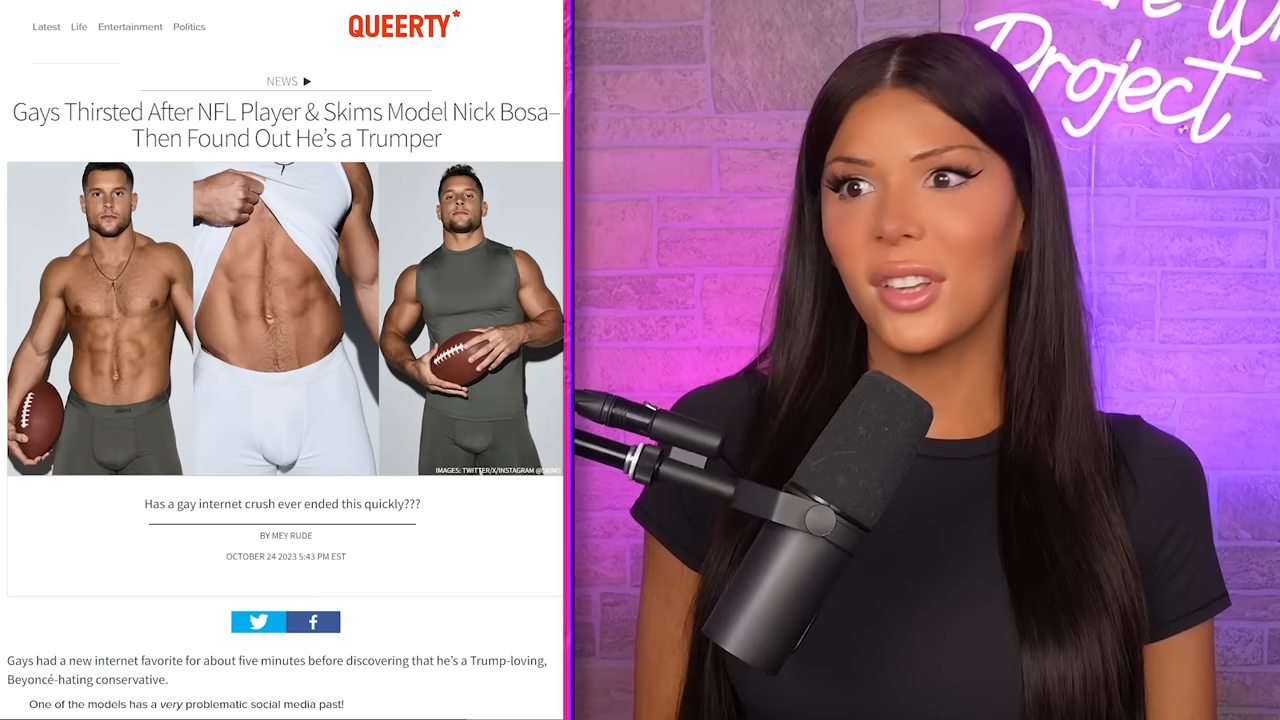 Latest Life Entertainment Politics
QUEERTY*
NEWS
Gays Thirsted After NFL Player & Skims Model Nick Bosa–
Then Found Out He's a Trumper
IMAGES: TWITTER/X/INSTAGRAM @SKIMS
Has a gay internet crush ever ended this quickly???
BY MEY RUDE
OCTOBER 24 2023 5:43 PM EST
Gays had a new internet favorite for about five minutes before discovering that he's a Trump-loving,
Beyoncé-hating conservative.
One of the models has a very problematic social media past!
Project